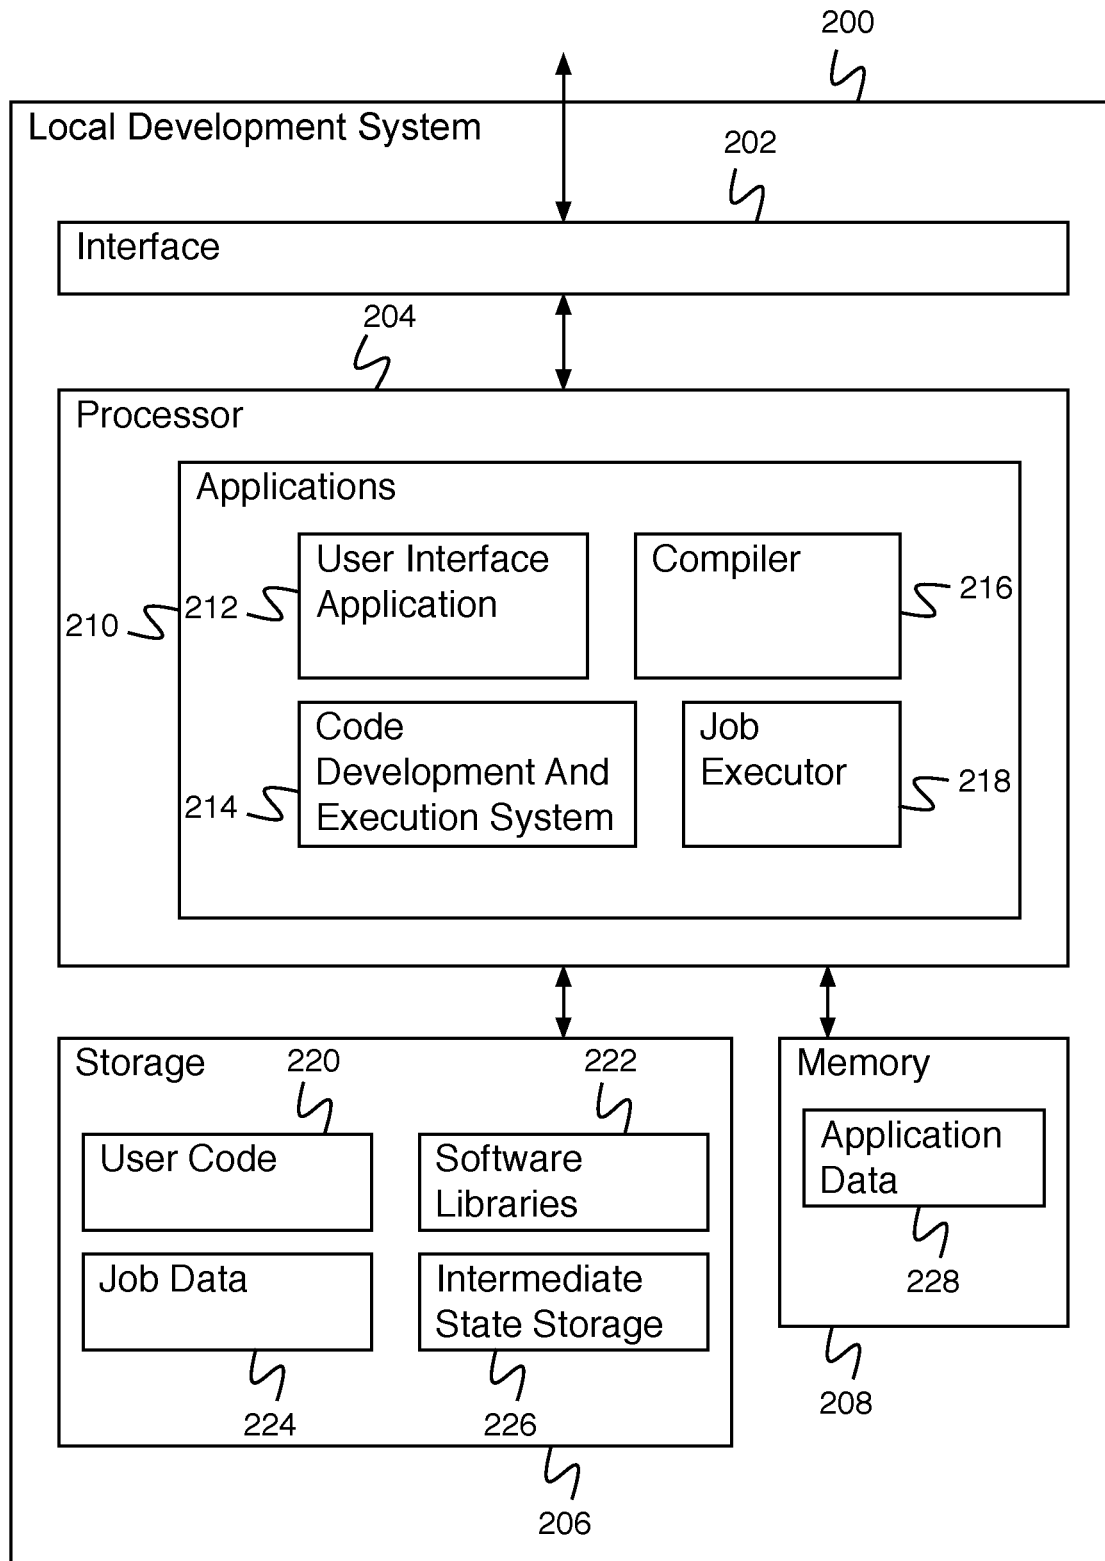 200
Local Development System
202
Interface
204
Processor
Applications
User Interface
Application
212
210
Compiler
216
Code
Development And
Execution System
214
Job
Executor
218
Storage
220
222
User Code
Software
Libraries
Job Data
Intermediate
State Storage
224
226
206
Memory
Application
Data
228
208